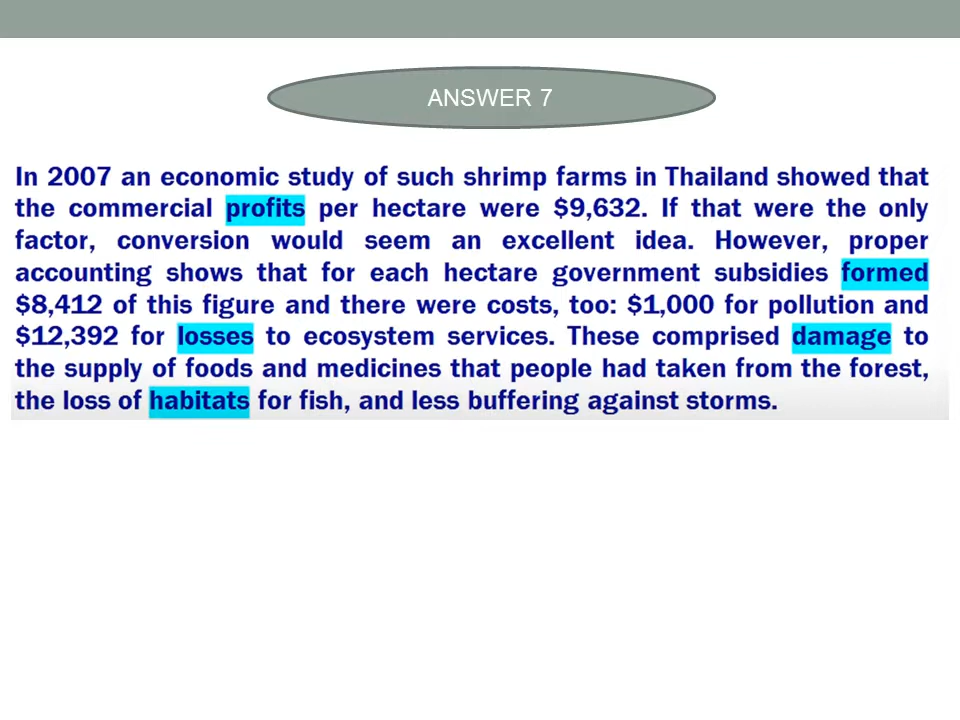 ANSWER 7
In 2007 an economic study of such shrimp farms in Thailand showed that
the commercial profits per hectare were $9,632. If that were the only
factor, conversion would seem an excellent idea. However, proper
accounting shows that for each hectare government subsidies formed
$8,412 of this figure and there were costs, too: $1,000 for pollution and
$12,392 for losses to ecosystem services. These comprised damage to
the supply of foods and medicines that people had taken from the forest,
the loss of habitats for fish, and less buffering against storms.